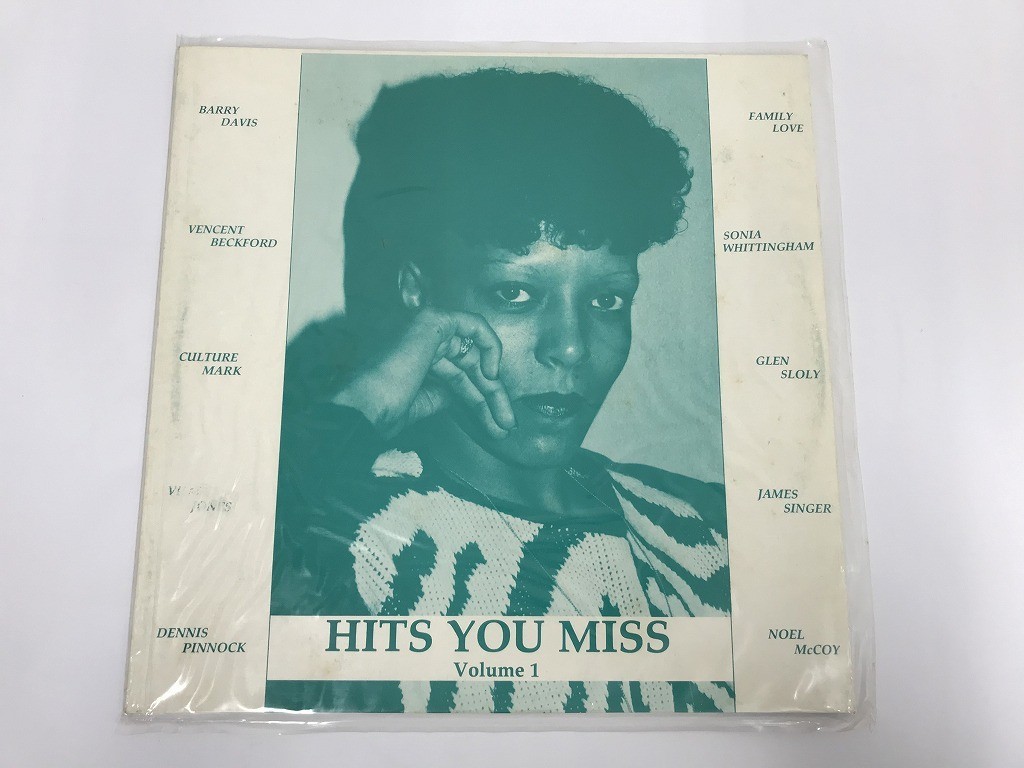 BARRY
DAVIS
VENCENT
BECKFORD
CULTURE
MARK
JONES
DENNIS
PINNOCK
FAMILY
LOVE
SONIA
WHITTINGHAM
GLEN
SLOLY
JAMES
SINGER
NOEL
McCOY
HITS YOU MISS
Volume 1